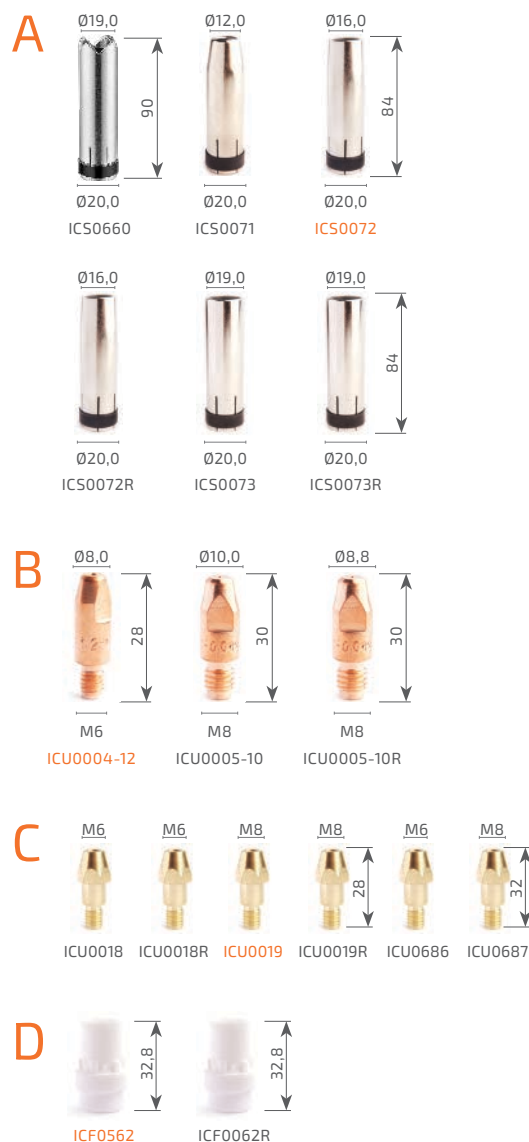 A
Ø19,0 Ø12,0 Ø16,0
90 84
Ø20,0 Ø20,0 Ø20,0
ICS0660 ICS0071 ICS0072
Ø16,0 Ø19,0 Ø19,0
84
Ø20,0 Ø20,0 Ø20,0
ICS0072R ICS0073 ICS0073R
B
Ø8,0 Ø10,0 Ø8,8
28 30 30
M6 M8 M8
ICU0004-12 ICU0005-10 ICU0005-10R
C
M6 M6 M8 M8 M6 M8
28 32
ICU0018 ICU0018R ICU0019 ICU0019R ICU0686 ICU0687
D
32,8 32,8
ICF0562 ICF0062R